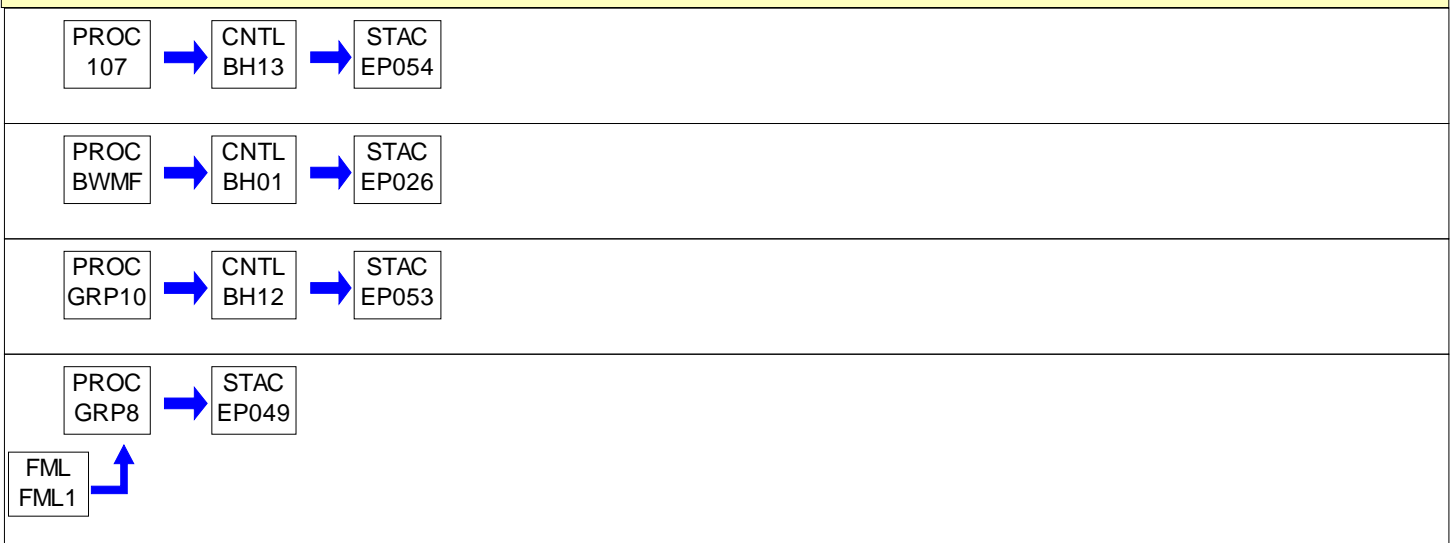 PROC
107
CNTL
BH13
STAC
EP054
PROC
BWMF
CNTL
BH01
STAC
EP026
PROC
GRP10
CNTL
BH12
STAC
EP053
PROC
GRP8
STAC
EP049
FML
FML1